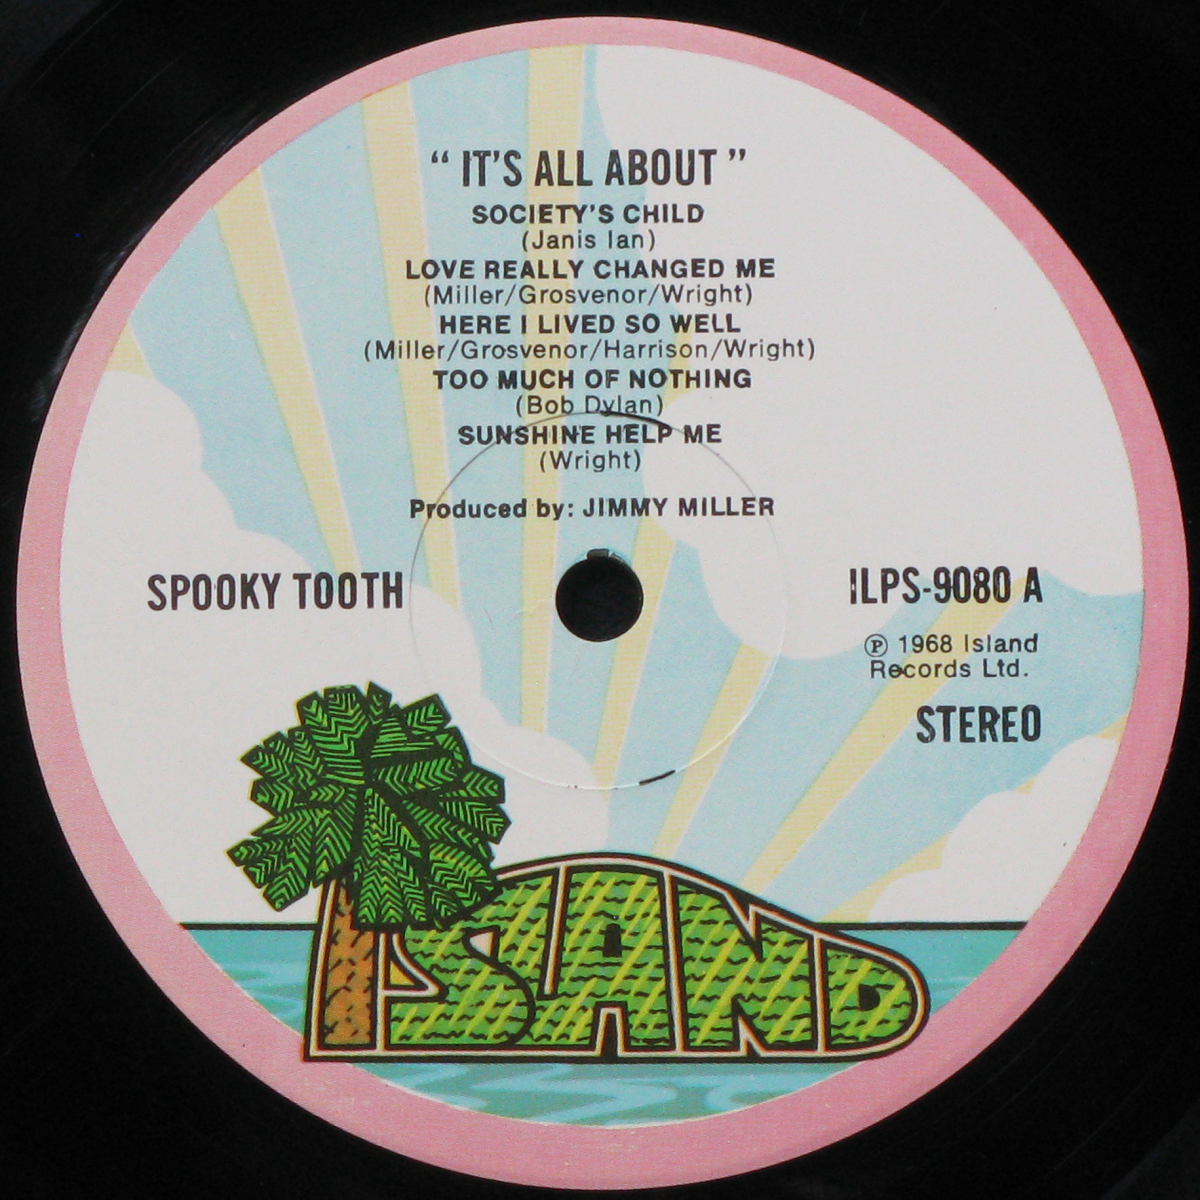 “ IT'S ALL ABOUT ”
SOCIETY'S CHILD
(Janis Ian)
LOVE REALLY CHANGED ME
(Miller/Grosvenor/Wright)
HERE I LIVED SO WELL
(Miller/Grosvenor/Harrison/Wright)
TOO MUCH OF NOTHING
(Bob Dylan)
SUNSHINE HELP ME
(Wright)
Produced by: JIMMY MILLER
SPOOKY TOOTH
ILPS-9080 A
Ⓟ 1968 Island
Records Ltd.
STEREO
ISLAND